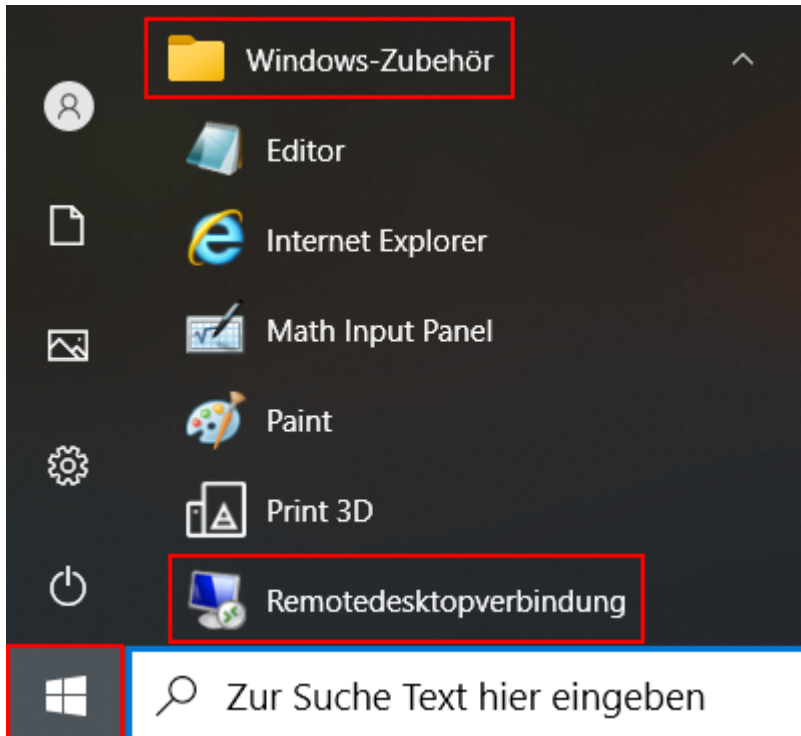 Windows-Zubehör
Editor
Internet Explorer
Math Input Panel
Paint
Print 3D
Remotedesktopverbindung
Zur Suche Text hier eingeben